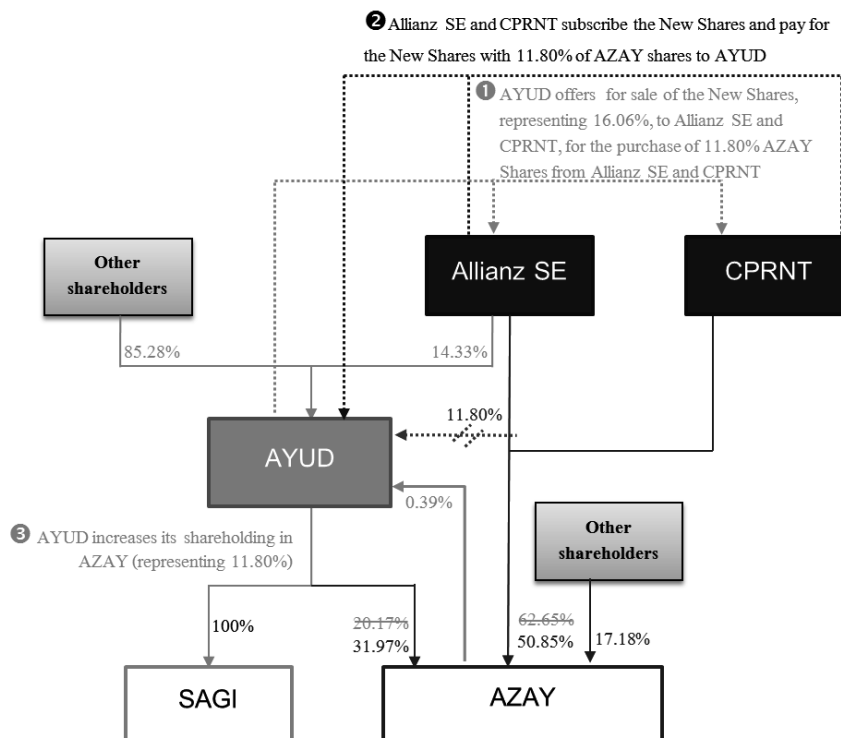 ❷ Allianz SE and CPRNT subscribe the New Shares and pay for
the New Shares with 11.80% of AZAY shares to AYUD
❶ AYUD offers for sale of the New Shares,
representing 16.06%, to Allianz SE and
CPRNT, for the purchase of 11.80% AZAY
Shares from Allianz SE and CPRNT
Other
shareholders
Allianz SE
CPRNT
85.28%
14.33%
11.80%
AYUD
0.39%
❸ AYUD increases its shareholding in
AZAY (representing 11.80%)
Other
shareholders
100%
20.17%
31.97%
62.65%
50.85%
17.18%
SAGI
AZAY